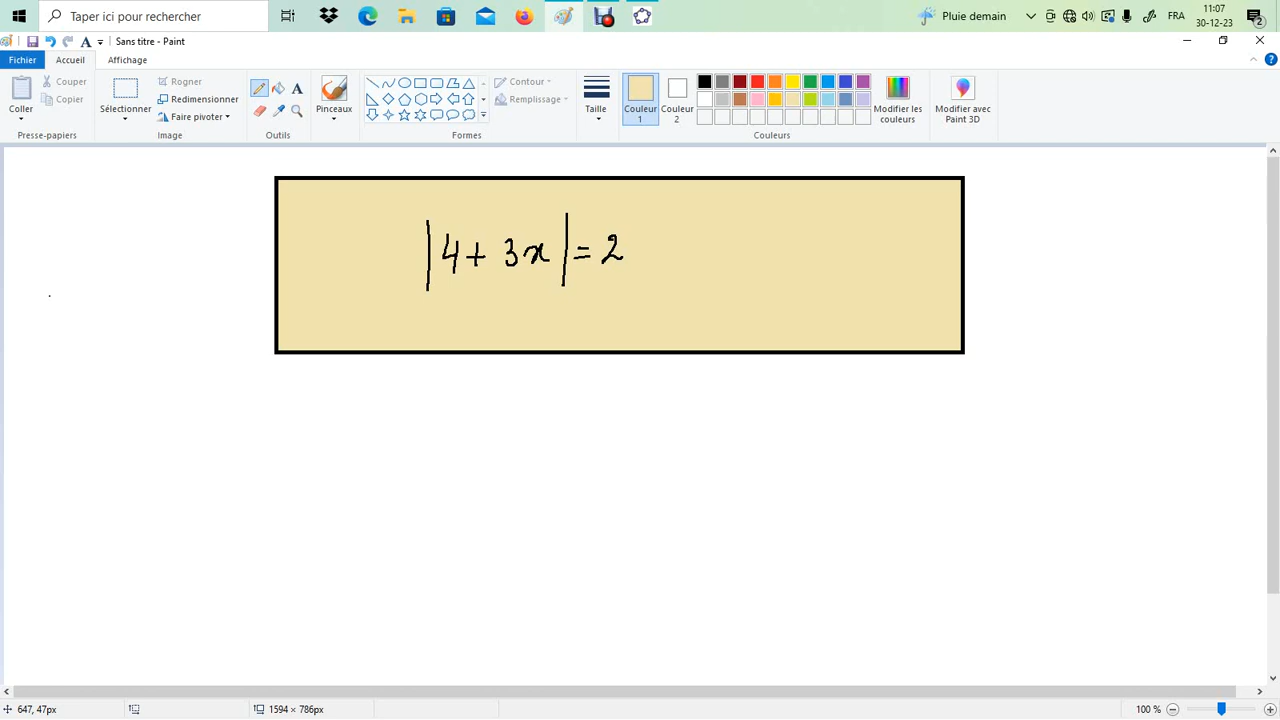 Taper ici pour rechercher
Pluie demain
FRA
11:07
30-12-23
2
Sans titre - Paint
Fichier
Accueil
Affichage
Coller
Couper
Copier
Presse-papiers
Sélectionner
Rogner
Redimensionner
Faire pivoter
Image
A
Outils
Pinceaux
Contour
Remplissage
Formes
Taille
Couleur 1
Couleur 2
Couleurs
Modifier les couleurs
Modifier avec Paint 3D
|4 + 3x| = 2
647, 47px
1594 × 786px
100 %